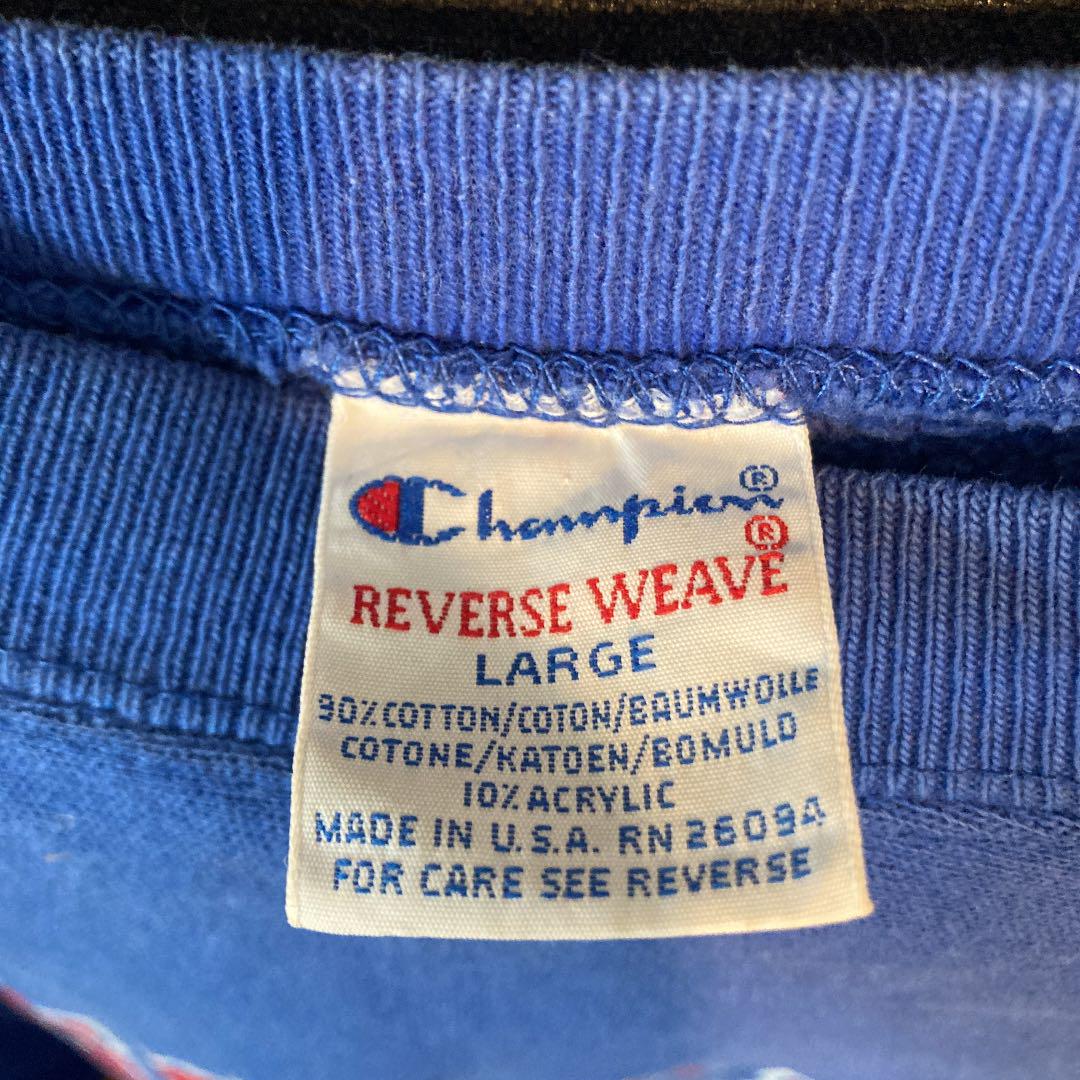 Champion®
REVERSE WEAVE®
LARGE
90% COTTON/COTON/BAUMWOLLE
COTONE/KATOEN/BOMULD
10% ACRYLIC
MADE IN U.S.A. RN 26094
FOR CARE SEE REVERSE